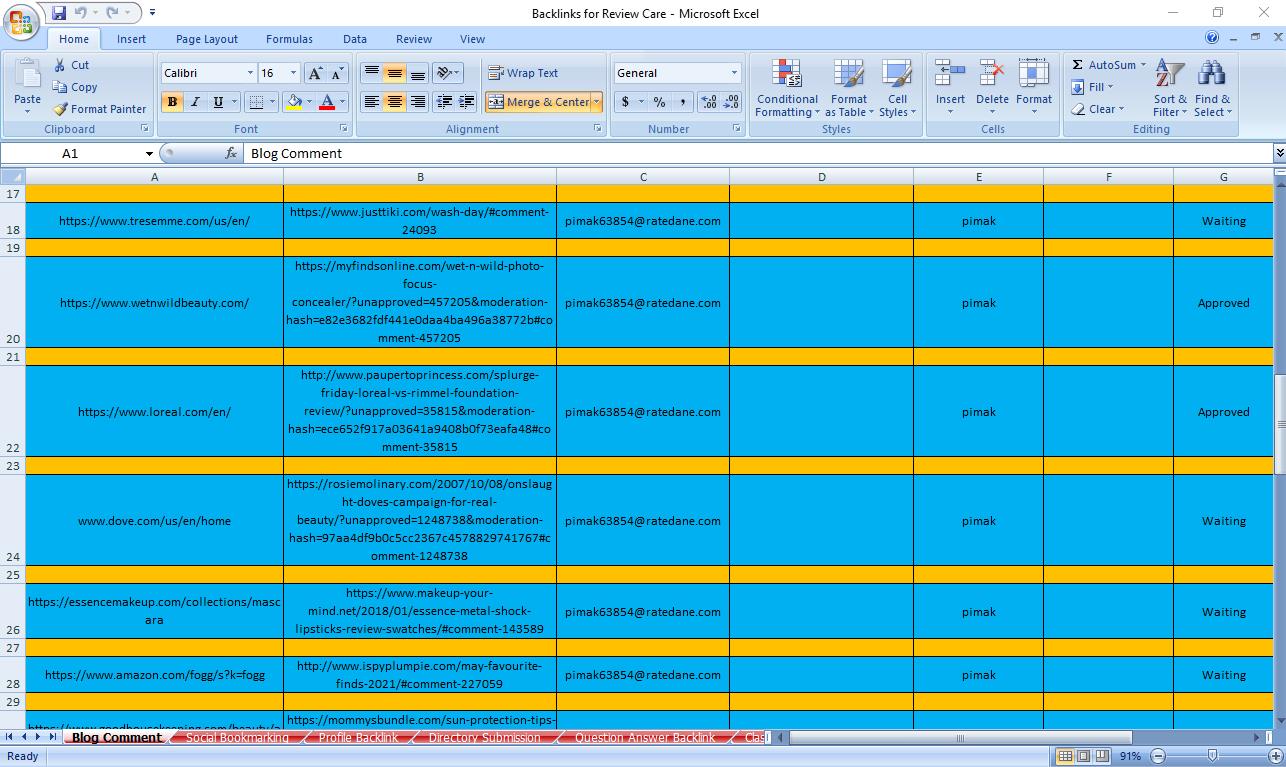 Backlinks for Review Care - Microsoft Excel
Home Insert Page Layout Formulas Data Review View
Paste
Cut
Copy
Format Painter
Clipboard
Calibri 16
A A
B I U A
Font
Wrap Text
Merge & Center
Alignment
General
$ % ,
Number
Conditional Formatting
Format as Table
Cell Styles
Styles
Insert Delete Format
Cells
Σ AutoSum
Fill
Clear
Sort & Filter
Find & Select
Editing
A1 fx Blog Comment
A B C D E F G
17
https://www.justtiki.com/wash-day/#comment-
18 https://www.tresemme.com/us/en/ pimak63854@ratedane.com pimak Waiting
24093
19
https://myfindsonline.com/wet-n-wild-photo-
focus-
20 https://www.wetnwildbeauty.com/ concealer/?unapproved=457205&moderation- pimak63854@ratedane.com pimak Approved
hash=e82e3682fdf441e0daa4ba496a38772b#co
mment-457205
21
http://www.paupertoprincess.com/splurge-
friday-loreal-vs-rimmel-foundation-
22 https://www.loreal.com/en/ review/?unapproved=35815&moderation- pimak63854@ratedane.com pimak Approved
hash=ece652f917a03641a9408b0f73eafa48#co
mment-35815
23
https://rosiemolinary.com/2007/10/08/onslaug
ht-doves-campaign-for-real-
24 www.dove.com/us/en/home beauty/?unapproved=1248738&moderation- pimak63854@ratedane.com pimak Waiting
hash=97aa4df9b0c5cc2367c4578829741767#c
omment-1248738
25
https://www.makeup-your-
26 https://essencemakeup.com/collections/masc mind.net/2018/01/essence-metal-shock- pimak63854@ratedane.com pimak Waiting
ara lipsticks-review-swatches/#comment-143589
27
http://www.ispyplumpie.com/may-favourite-
28 https://www.amazon.com/fogg/s?k=fogg pimak63854@ratedane.com pimak Waiting
finds-2021/#comment-227059
29
https://mommysbundle.com/sun-protection-tips-
Blog Comment Social Bookmarking Profile Backlink Directory Submission Question Answer Backlink Clas
Ready 91%